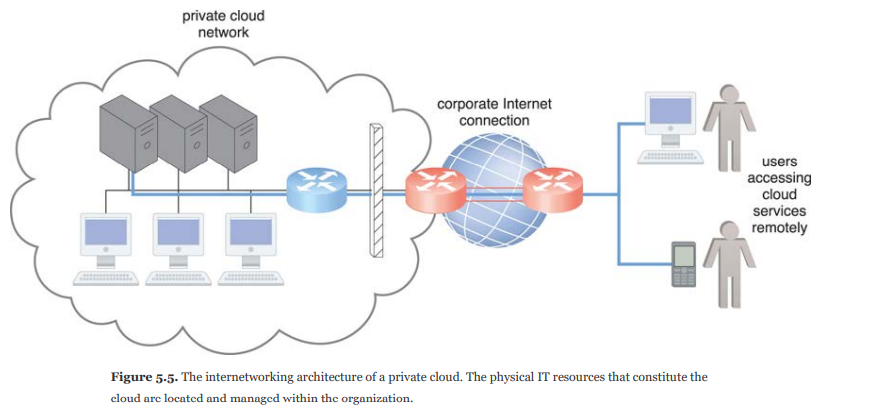 private cloud
network
corporate Internet
connection
users
accessing
cloud
services
remotely
Figure 5.5. The internetworking architecture of a private cloud. The physical IT resources that constitute the
cloud are located and managed within the organization.